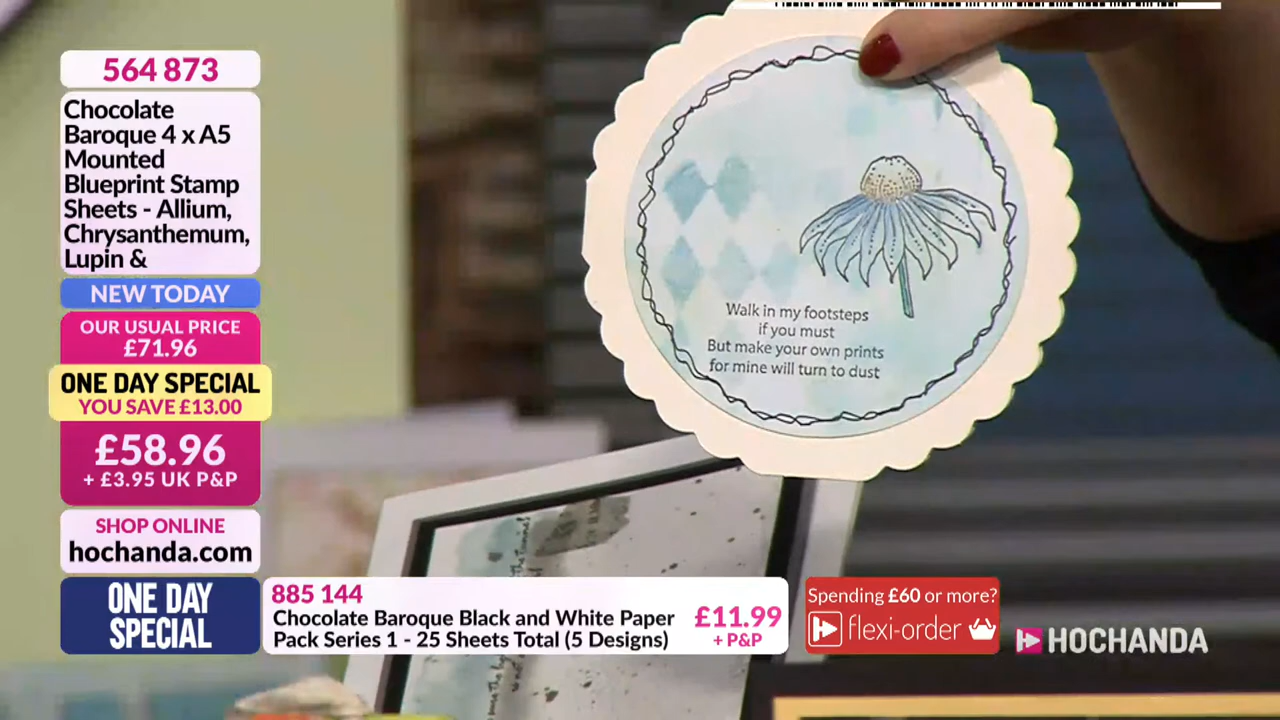 564 873
Chocolate
Baroque 4 x A5
Mounted
Blueprint Stamp
Sheets - Allium,
Chrysanthemum,
Lupin &
NEW TODAY
OUR USUAL PRICE
£71.96
ONE DAY SPECIAL
YOU SAVE £13.00
£58.96
+ £3.95 UK P&P
SHOP ONLINE
hochanda.com
Walk in my footsteps
if you must
But make your own prints
for mine will turn to dust
ONE DAY
SPECIAL
885 144
Chocolate Baroque Black and White Paper
Pack Series 1 - 25 Sheets Total (5 Designs)
£11.99
+ P&P
Spending £60 or more?
flexi-order
HOCHANDA